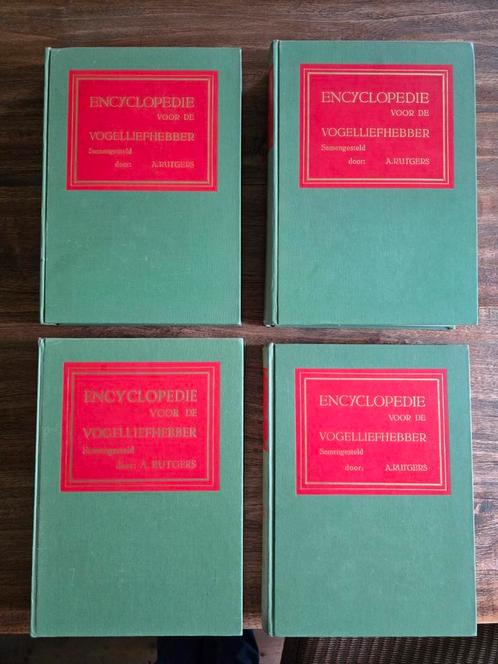 ENCYCLOPEDIE
VOOR DE
VOGELLIEFHEBBER
Samengesteld
door: A. RUTGERS
ENCYCLOPEDIE
VOOR DE
VOGELLIEFHEBBER
Samengesteld
door: A. RUTGERS
ENCYCLOPEDIE
VOOR DE
VOGELLIEFHEBBER
Samengesteld
door: A. RUTGERS
ENCYCLOPEDIE
VOOR DE
VOGELLIEFHEBBER
Samengesteld
door: A. RUTGERS